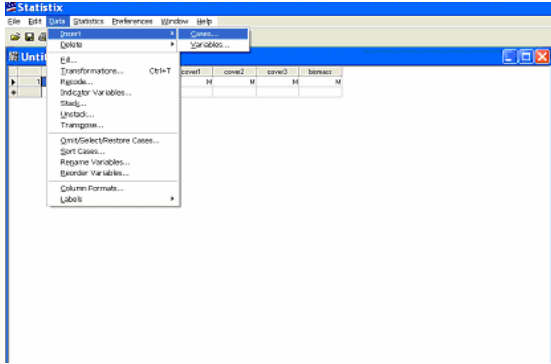 Statistix
File Edit Data Statistics Preferences Window Help
Insert
Cases...
Delete
Variables...
Untit
Fill...
Transformations... Ctrl+T
cover1 cover2 cover3 biomass
Recode...
1 M M M M
Indicator Variables...
Stack...
Unstack...
Transpose...
Omit/Select/Restore Cases...
Sort Cases...
Rename Variables...
Reorder Variables...
Column Formats...
Labels